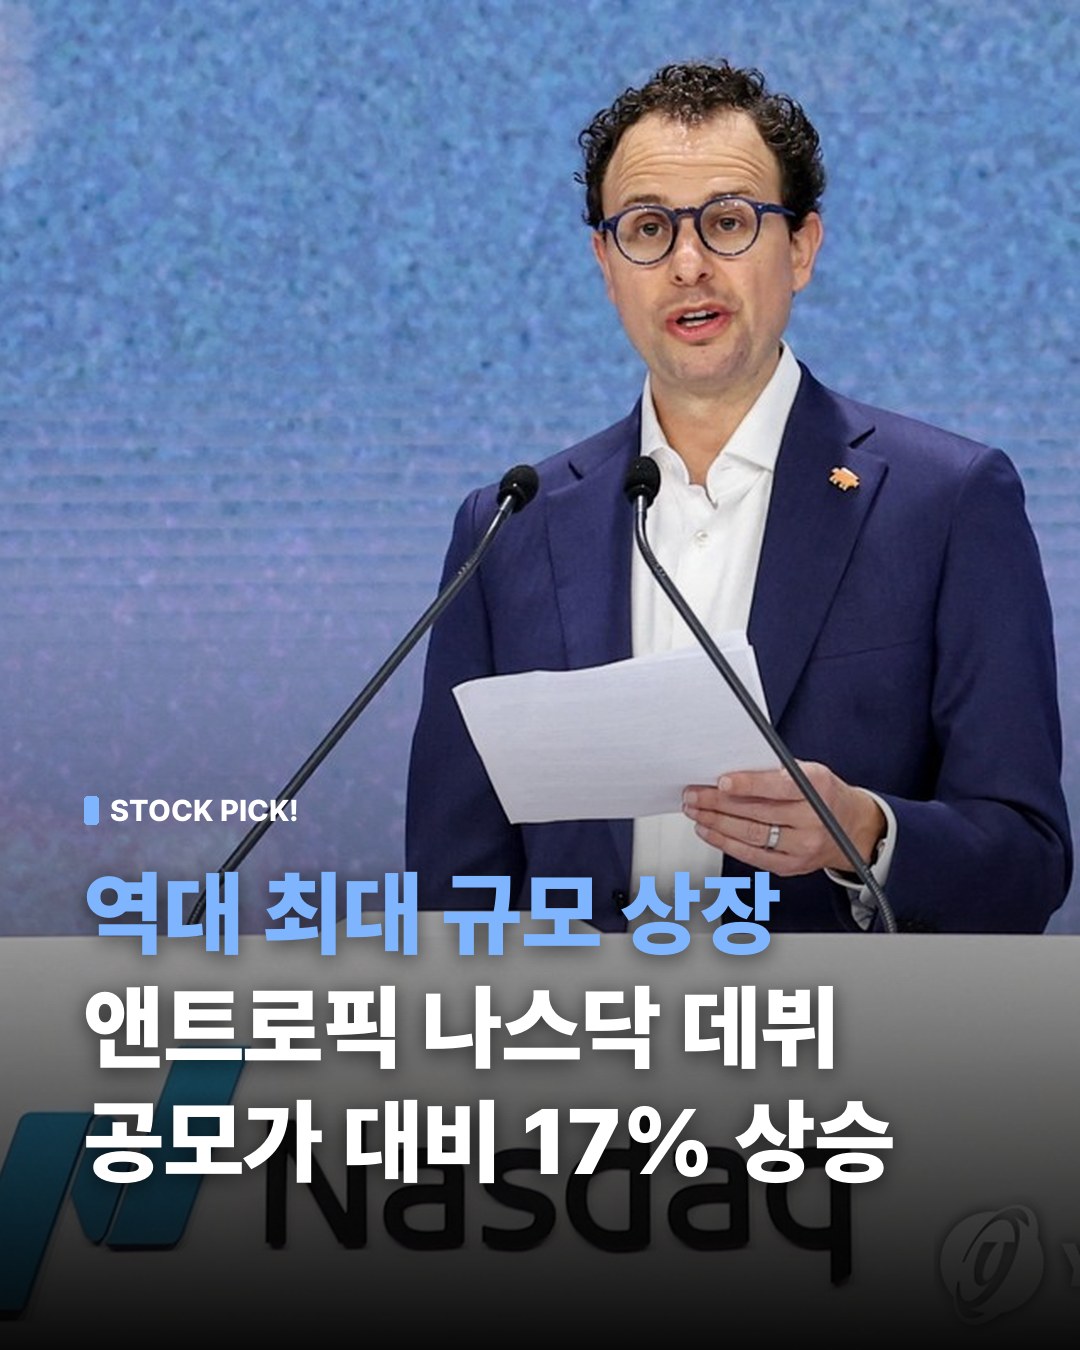 STOCK PICK!
역대 최대 규모 상장
앤트로픽 나스닥 데뷔
공모가 대비 17% 상승
Nasdaq